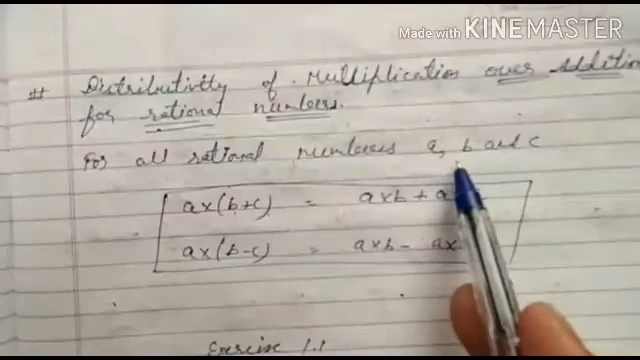 Made with KINEMASTER
# Distributivity of Multiplication over Addition
for rational numbers.
For all rational numbers a, b and c
a×(b+c) = a×b + a
a×(b-c) = a×b - a×
Exercise 1.1